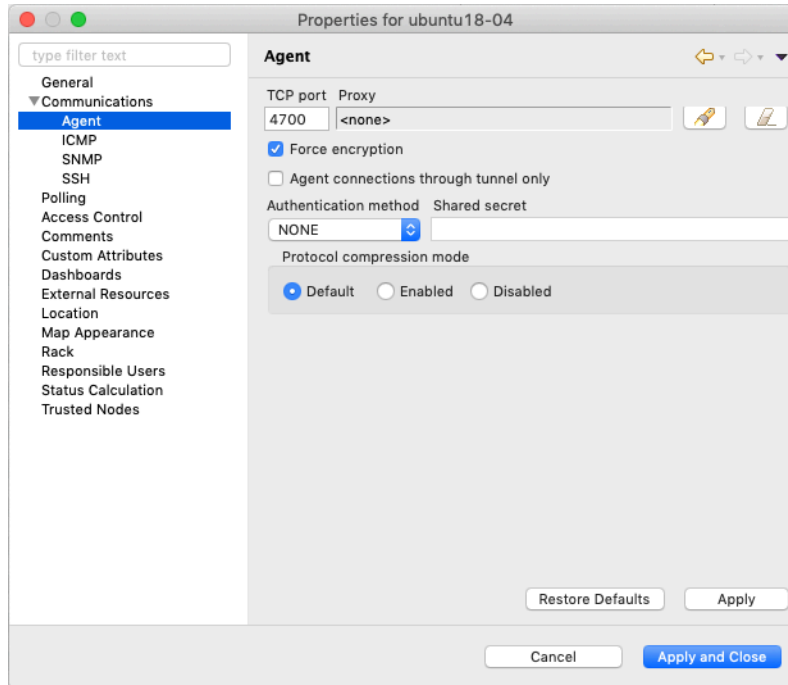 Properties for ubuntu18-04
type filter text
General
Communications
Agent
ICMP
SNMP
SSH
Polling
Access Control
Comments
Custom Attributes
Dashboards
External Resources
Location
Map Appearance
Rack
Responsible Users
Status Calculation
Trusted Nodes
Agent
TCP port Proxy
4700 <none>
Force encryption
Agent connections through tunnel only
Authentication method Shared secret
NONE
Protocol compression mode
Default Enabled Disabled
Restore Defaults Apply
Cancel Apply and Close